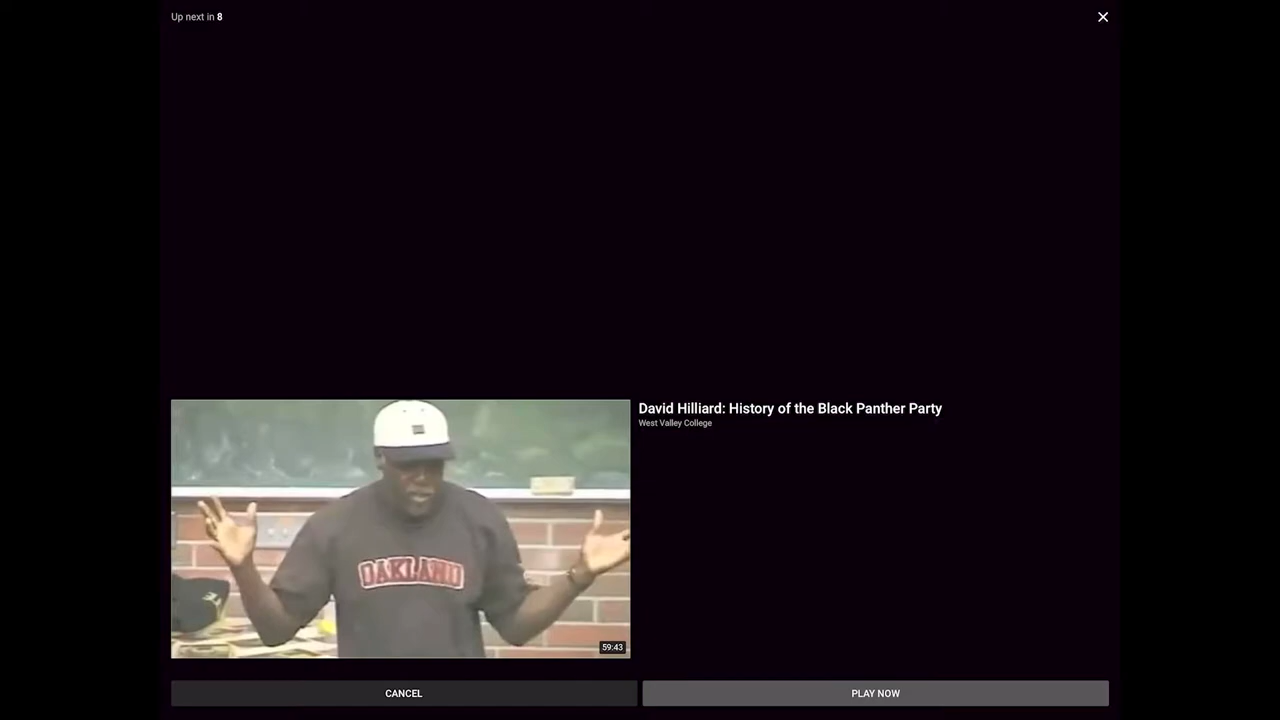 Up next in 8
David Hilliard: History of the Black Panther Party
West Valley College
OAKLAND
59:43
CANCEL
PLAY NOW